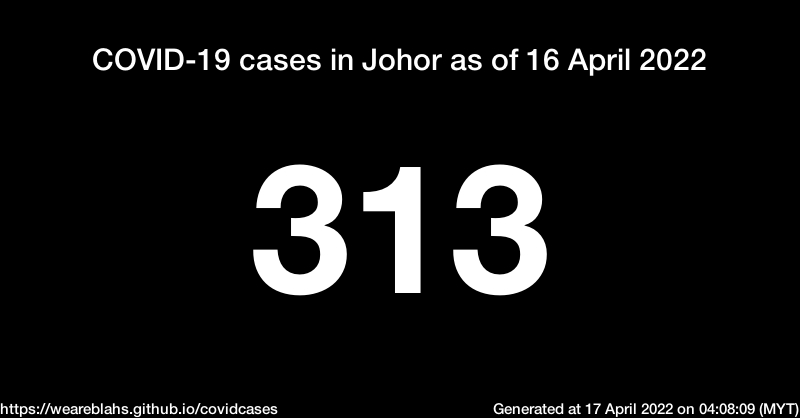 COVID-19 cases in Johor as of 16 April 2022
313
https://weareblahs.github.io/covidcases
Generated at 17 April 2022 on 04:08:09 (MYT)